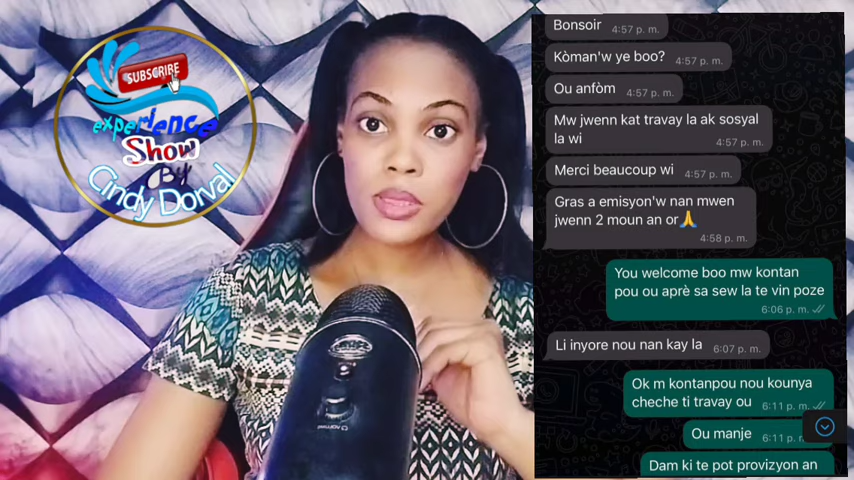 SUBSCRIBE
experience
Show
By
Cindy Dorval
Bonsoir 4:57 p. m.
Kòman'w ye boo? 4:57 p. m.
Ou anfòm 4:57 p. m.
Mw jwenn kat travay la ak sosyal
la wi 4:57 p. m.
Merci beaucoup wi 4:57 p. m.
Gras a emisyon'w nan mwen
jwenn 2 moun an or🙏
4:58 p. m.
You welcome boo mw kontan
pou ou aprè sa sew la te vin poze
6:06 p. m.
Li inyore nou nan kay la 6:07 p. m.
Ok m kontanpou nou kounya
cheche ti travay ou 6:11 p. m.
Ou manje 6:11 p.
Dam ki te pot provizyon an